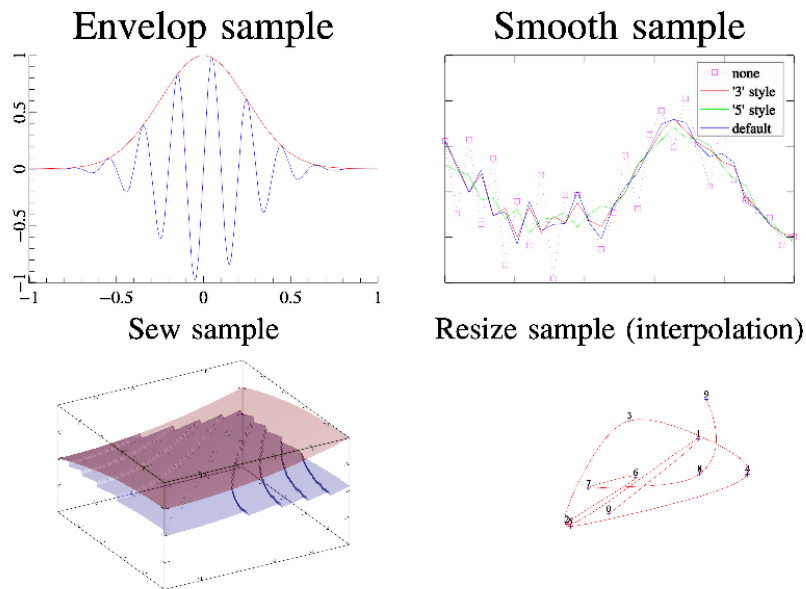 Envelop sample
Smooth sample
none
'3' style
'5' style
default
1
0.5
0
−0.5
−1
−1
−0.5
0
0.5
1
Sew sample
Resize sample (interpolation)
9
3
1
6
7
4
0